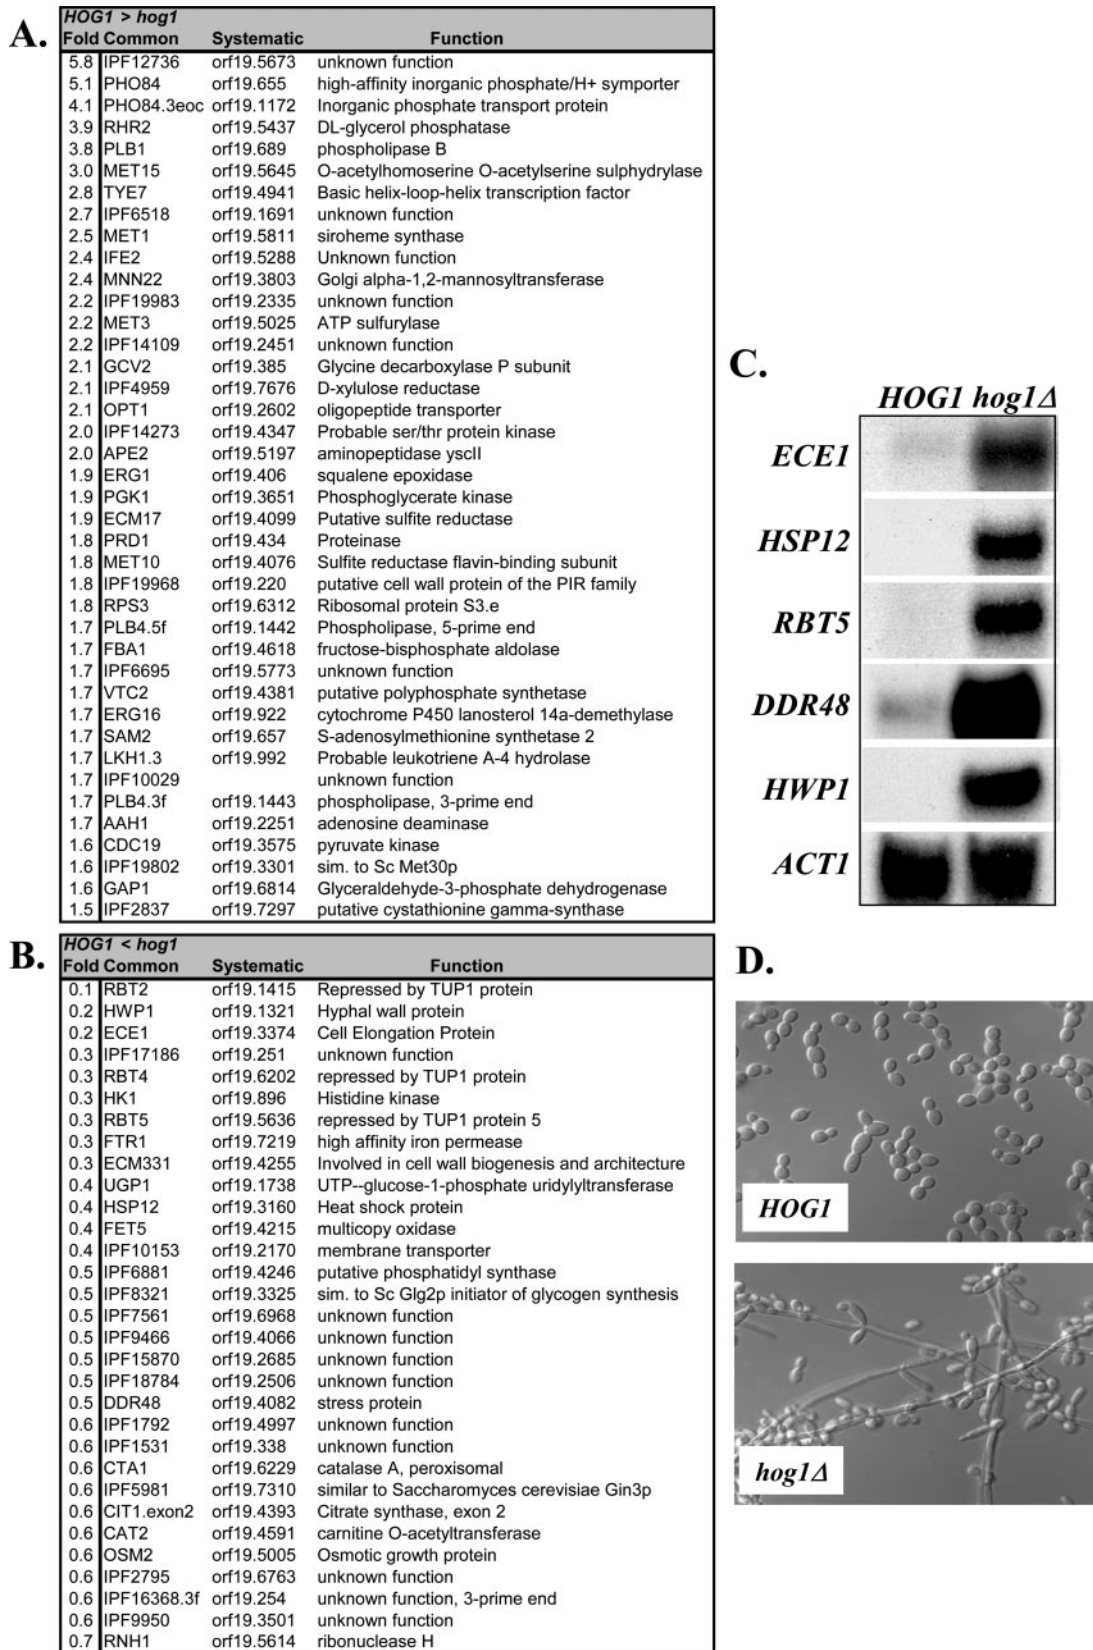 A.
HOG1 > hog1
Fold Common Systematic Function
5.8 IPF12736 orf19.5673 unknown function
5.1 PHO84 orf19.655 high-affinity inorganic phosphate/H+ symporter
4.1 PHO84.3eoc orf19.1172 Inorganic phosphate transport protein
3.9 RHR2 orf19.5437 DL-glycerol phosphatase
3.8 PLB1 orf19.689 phospholipase B
3.0 MET15 orf19.5645 O-acetylhomoserine O-acetylserine sulphydrylase
2.8 TYE7 orf19.4941 Basic helix-loop-helix transcription factor
2.7 IPF6518 orf19.1691 unknown function
2.5 MET1 orf19.5811 siroheme synthase
2.4 IFE2 orf19.5288 Unknown function
2.4 MNN22 orf19.3803 Golgi alpha-1,2-mannosyltransferase
2.2 IPF19983 orf19.2335 unknown function
2.2 MET3 orf19.5025 ATP sulfurylase
2.2 IPF14109 orf19.2451 unknown function
2.1 GCV2 orf19.385 Glycine decarboxylase P subunit
2.1 IPF4959 orf19.7676 D-xylulose reductase
2.1 OPT1 orf19.2602 oligopeptide transporter
2.0 IPF14273 orf19.4347 Probable ser/thr protein kinase
2.0 APE2 orf19.5197 aminopeptidase yscII
1.9 ERG1 orf19.406 squalene epoxidase
1.9 PGK1 orf19.3651 Phosphoglycerate kinase
1.9 ECM17 orf19.4099 Putative sulfite reductase
1.8 PRD1 orf19.434 Proteinase
1.8 MET10 orf19.4076 Sulfite reductase flavin-binding subunit
1.8 IPF19968 orf19.220 putative cell wall protein of the PIR family
1.8 RPS3 orf19.6312 Ribosomal protein S3.e
1.7 PLB4.5f orf19.1442 Phospholipase, 5-prime end
1.7 FBA1 orf19.4618 fructose-bisphosphate aldolase
1.7 IPF6695 orf19.5773 unknown function
1.7 VTC2 orf19.4381 putative polyphosphate synthetase
1.7 ERG16 orf19.922 cytochrome P450 lanosterol 14a-demethylase
1.7 SAM2 orf19.657 S-adenosylmethionine synthetase 2
1.7 LKH1.3 orf19.992 Probable leukotriene A-4 hydrolase
1.7 IPF10029 unknown function
1.7 PLB4.3f orf19.1443 phospholipase, 3-prime end
1.7 AAH1 orf19.2251 adenosine deaminase
1.6 CDC19 orf19.3575 pyruvate kinase
1.6 IPF19802 orf19.3301 sim. to Sc Met30p
1.6 GAP1 orf19.6814 Glyceraldehyde-3-phosphate dehydrogenase
1.5 IPF2837 orf19.7297 putative cystathionine gamma-synthase
B.
HOG1 < hog1
Fold Common Systematic Function
0.1 RBT2 orf19.1415 Repressed by TUP1 protein
0.2 HWP1 orf19.1321 Hyphal wall protein
0.2 ECE1 orf19.3374 Cell Elongation Protein
0.3 IPF17186 orf19.251 unknown function
0.3 RBT4 orf19.6202 repressed by TUP1 protein
0.3 HK1 orf19.896 Histidine kinase
0.3 RBT5 orf19.5636 repressed by TUP1 protein 5
0.3 FTR1 orf19.7219 high affinity iron permease
0.3 ECM331 orf19.4255 Involved in cell wall biogenesis and architecture
0.4 UGP1 orf19.1738 UTP--glucose-1-phosphate uridylyltransferase
0.4 HSP12 orf19.3160 Heat shock protein
0.4 FET5 orf19.4215 multicopy oxidase
0.4 IPF10153 orf19.2170 membrane transporter
0.5 IPF6881 orf19.4246 putative phosphatidyl synthase
0.5 IPF8321 orf19.3325 sim. to Sc Glg2p initiator of glycogen synthesis
0.5 IPF7561 orf19.6968 unknown function
0.5 IPF9466 orf19.4066 unknown function
0.5 IPF15870 orf19.2685 unknown function
0.5 IPF18784 orf19.2506 unknown function
0.5 DDR48 orf19.4082 stress protein
0.6 IPF1792 orf19.4997 unknown function
0.6 IPF1531 orf19.338 unknown function
0.6 CTA1 orf19.6229 catalase A, peroxisomal
0.6 IPF5981 orf19.7310 similar to Saccharomyces cerevisiae Gin3p
0.6 CIT1.exon2 orf19.4393 Citrate synthase, exon 2
0.6 CAT2 orf19.4591 carnitine O-acetyltransferase
0.6 OSM2 orf19.5005 Osmotic growth protein
0.6 IPF2795 orf19.6763 unknown function
0.6 IPF16368.3f orf19.254 unknown function, 3-prime end
0.6 IPF9950 orf19.3501 unknown function
0.7 RNH1 orf19.5614 ribonuclease H
C.
HOG1 hog1Δ
ECE1
HSP12
RBT5
DDR48
HWP1
ACT1
D.
HOG1
hog1Δ